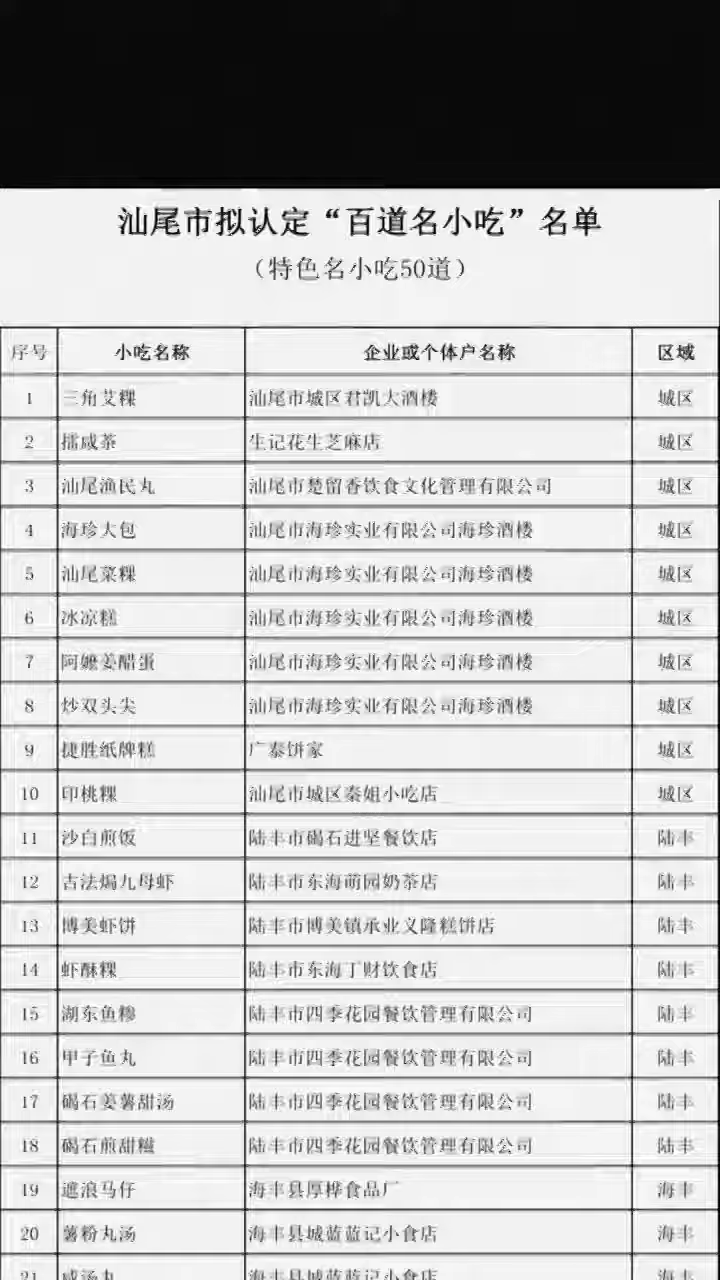 汕尾市拟认定“百道名小吃”名单
（特色名小吃50道）
序号 小吃名称 企业或个体户名称 区域
1 三角艾粿 汕尾市城区君凯大酒楼 城区
2 擂咸茶 生记花生芝麻店 城区
3 汕尾渔民丸 汕尾市楚留香饮食文化管理有限公司 城区
4 海珍大包 汕尾市海珍实业有限公司海珍酒楼 城区
5 汕尾菜粿 汕尾市海珍实业有限公司海珍酒楼 城区
6 冰凉糕 汕尾市海珍实业有限公司海珍酒楼 城区
7 阿嬷姜醋蛋 汕尾市海珍实业有限公司海珍酒楼 城区
8 炒双头尖 汕尾市海珍实业有限公司海珍酒楼 城区
9 捷胜纸牌糕 广泰饼家 城区
10 印桃粿 汕尾市城区秦姐小吃店 城区
11 沙白煎饭 陆丰市碣石进坚餐饮店 陆丰
12 古法焗九母虾 陆丰市东海萌园奶茶店 陆丰
13 博美虾饼 陆丰市博美镇承业义隆糕饼店 陆丰
14 虾酥粿 陆丰市东海丁财饮食店 陆丰
15 湖东鱼糁 陆丰市四季花园餐饮管理有限公司 陆丰
16 甲子鱼丸 陆丰市四季花园餐饮管理有限公司 陆丰
17 碣石姜薯甜汤 陆丰市四季花园餐饮管理有限公司 陆丰
18 碣石煎甜糍 陆丰市四季花园餐饮管理有限公司 陆丰
19 遮浪马仔 海丰县厚桦食品厂 海丰
20 薯粉丸汤 海丰县城蓝蓝记小食店 海丰
21 咸汤丸 海丰县城蓝蓝记小食店 海丰